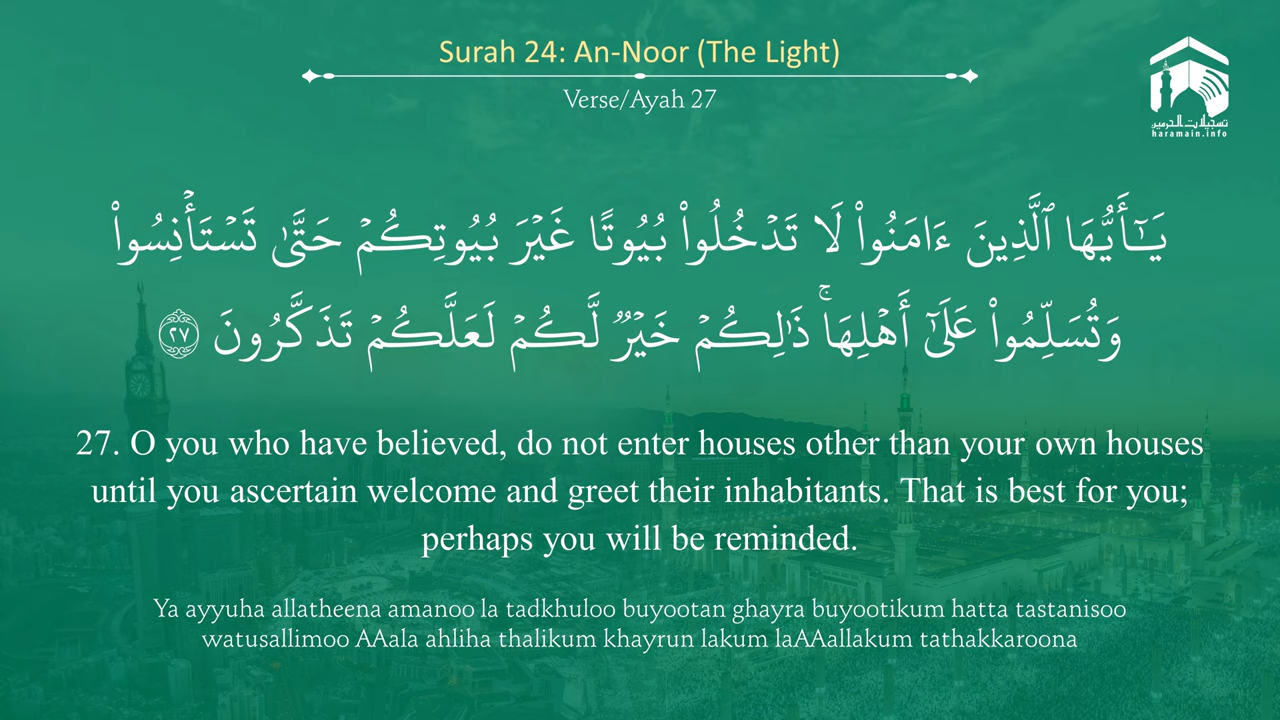 Surah 24: An-Noor (The Light)
Verse/Ayah 27
تسجيلات الحرمين
haramain.info
يَـٰٓأَيُّهَا ٱلَّذِينَ ءَامَنُوا۟ لَا تَدْخُلُوا۟ بُيُوتًا غَيْرَ بُيُوتِكُمْ حَتَّىٰ تَسْتَأْنِسُوا۟
وَتُسَلِّمُوا۟ عَلَىٰٓ أَهْلِهَا ۚ ذَٰلِكُمْ خَيْرٌ لَّكُمْ لَعَلَّكُمْ تَذَكَّرُونَ ٢٧
27. O you who have believed, do not enter houses other than your own houses
until you ascertain welcome and greet their inhabitants. That is best for you;
perhaps you will be reminded.
Ya ayyuha allatheena amanoo la tadkhuloo buyootan ghayra buyootikum hatta tastanisoo
watusallimoo AAala ahliha thalikum khayrun lakum laAAallakum tathakkaroona